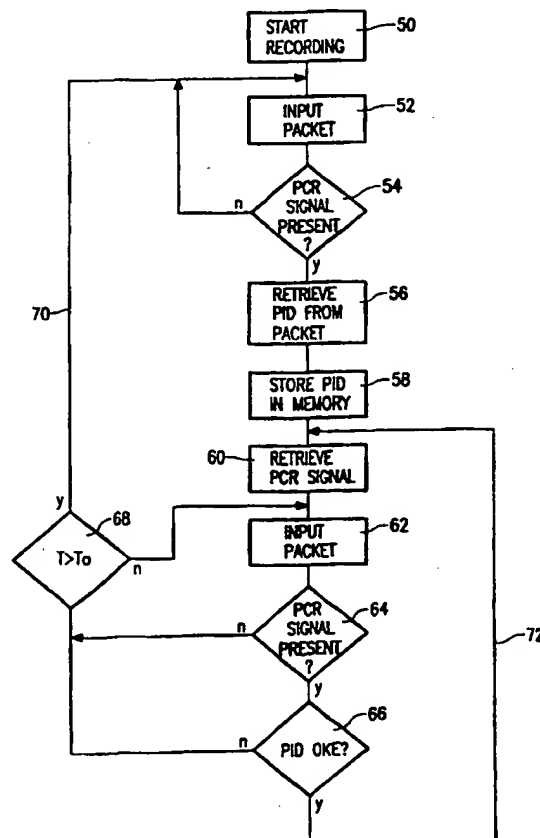 START
RECORDING
50
INPUT
PACKET
52
PCR
SIGNAL
PRESENT
?
54
n
y
RETRIEVE
PID FROM
PACKET
56
70
STORE PID
IN MEMORY
58
60
RETRIEVE
PCR SIGNAL
y
68
T>To
n
INPUT
PACKET
62
PCR
SIGNAL
PRESENT
?
64
n
y
72
66
PID OKE?
n
y